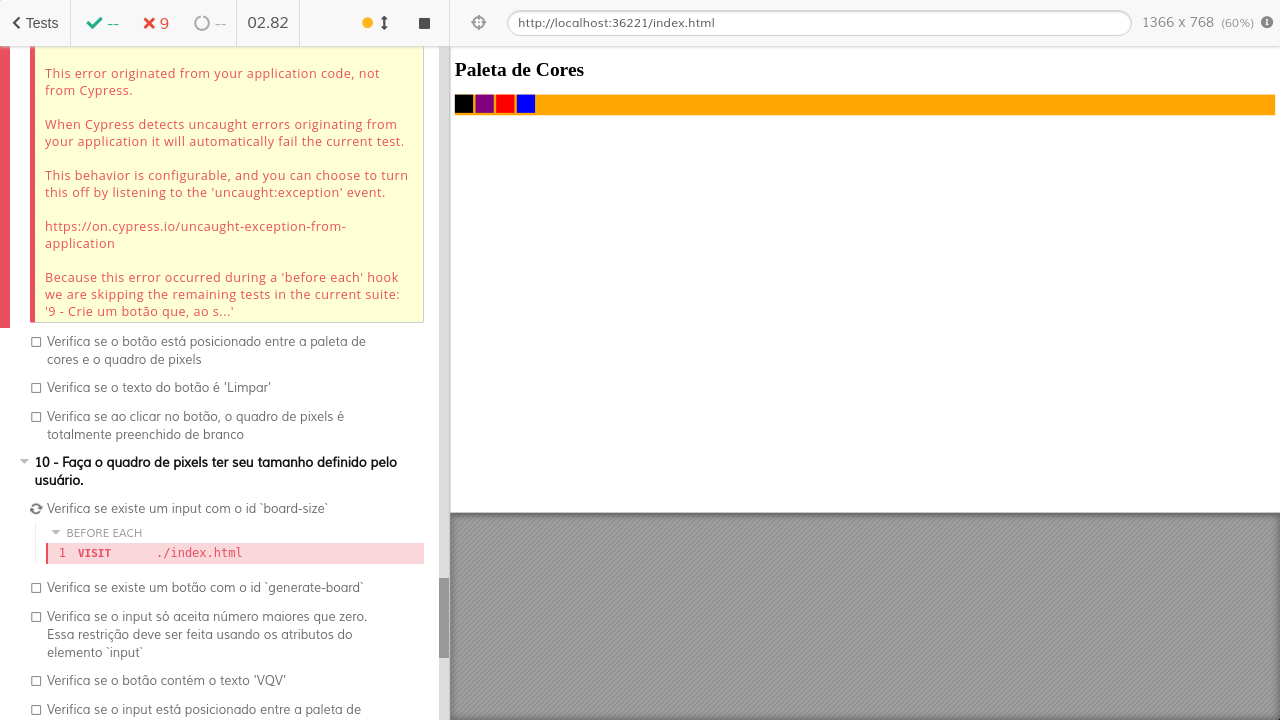 Tests
--
9
--
02.82
http://localhost:36221/index.html
1366 x 768 (60%)
This error originated from your application code, not
from Cypress.
When Cypress detects uncaught errors originating from
your application it will automatically fail the current test.
This behavior is configurable, and you can choose to turn
this off by listening to the 'uncaught:exception' event.
https://on.cypress.io/uncaught-exception-from-
application
Because this error occurred during a 'before each' hook
we are skipping the remaining tests in the current suite:
'9 - Crie um botão que, ao s...'
Verifica se o botão está posicionado entre a paleta de
cores e o quadro de pixels
Verifica se o texto do botão é 'Limpar'
Verifica se ao clicar no botão, o quadro de pixels é
totalmente preenchido de branco
10 - Faça o quadro de pixels ter seu tamanho definido pelo
usuário.
Verifica se existe um input com o id `board-size`
BEFORE EACH
1 VISIT ./index.html
Verifica se existe um botão com o id `generate-board`
Verifica se o input só aceita número maiores que zero.
Essa restrição deve ser feita usando os atributos do
elemento `input`
Verifica se o botão contém o texto 'VQV'
Verifica se o input está posicionado entre a paleta de
Paleta de Cores